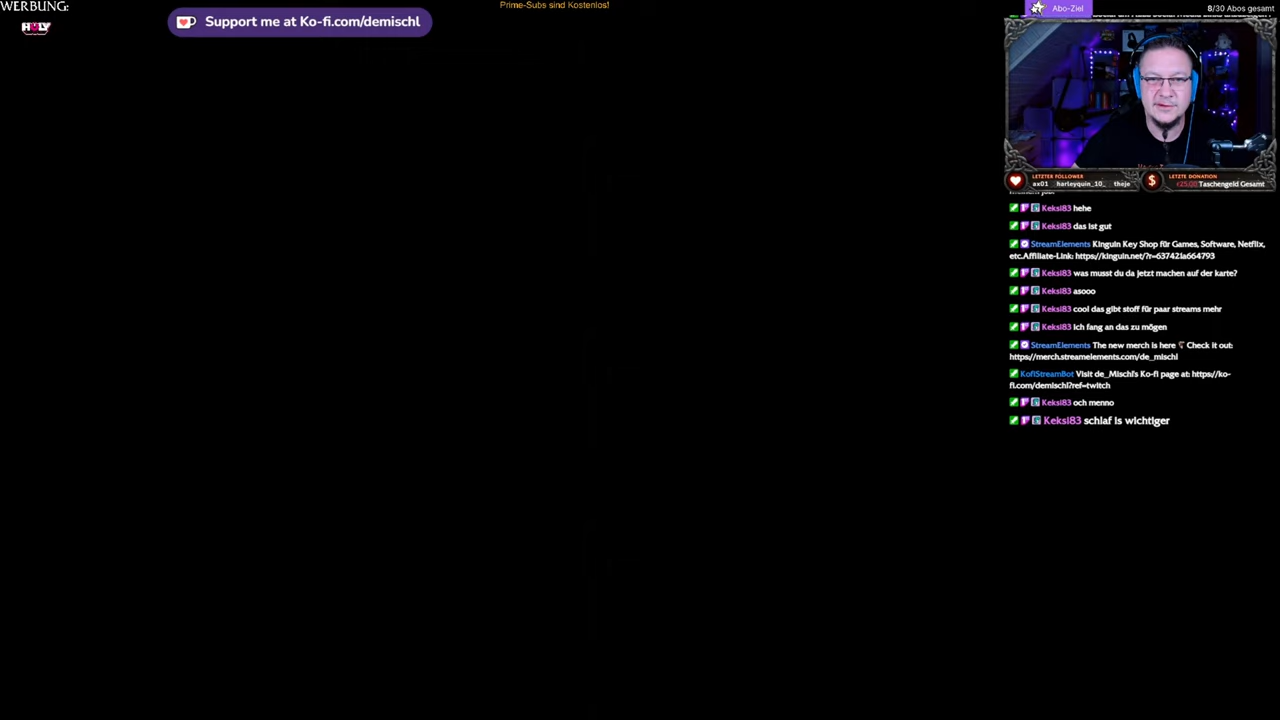 WERBUNG:
HOLY
Support me at Ko-fi.com/demischl
Prime-Subs sind Kostenlos!
Abo-Ziel
8/30 Abos gesamt
LETZTER FOLLOWER
ax01 harleyquin_10_ theje
LETZTE DONATION
Taschengeld Gesamt
Keksi83 hehe
Keksi83 das ist gut
StreamElements Kinguin Key Shop für Games, Software, Netflix,
etc.Affiliate-Link: https://kinguin.net/?r=637421a664793
Keksi83 was musst du da jetzt machen auf der karte?
Keksi83 asooo
Keksi83 cool das gibt stoff für paar streams mehr
Keksi83 ich fang an das zu mögen
StreamElements The new merch is here Check it out:
https://merch.streamelements.com/de_mischl
KofiStreamBot Visit de_Mischl's Ko-fi page at: https://ko-
fi.com/demischl?ref=twitch
Keksi83 och menno
Keksi83 schlaf is wichtiger